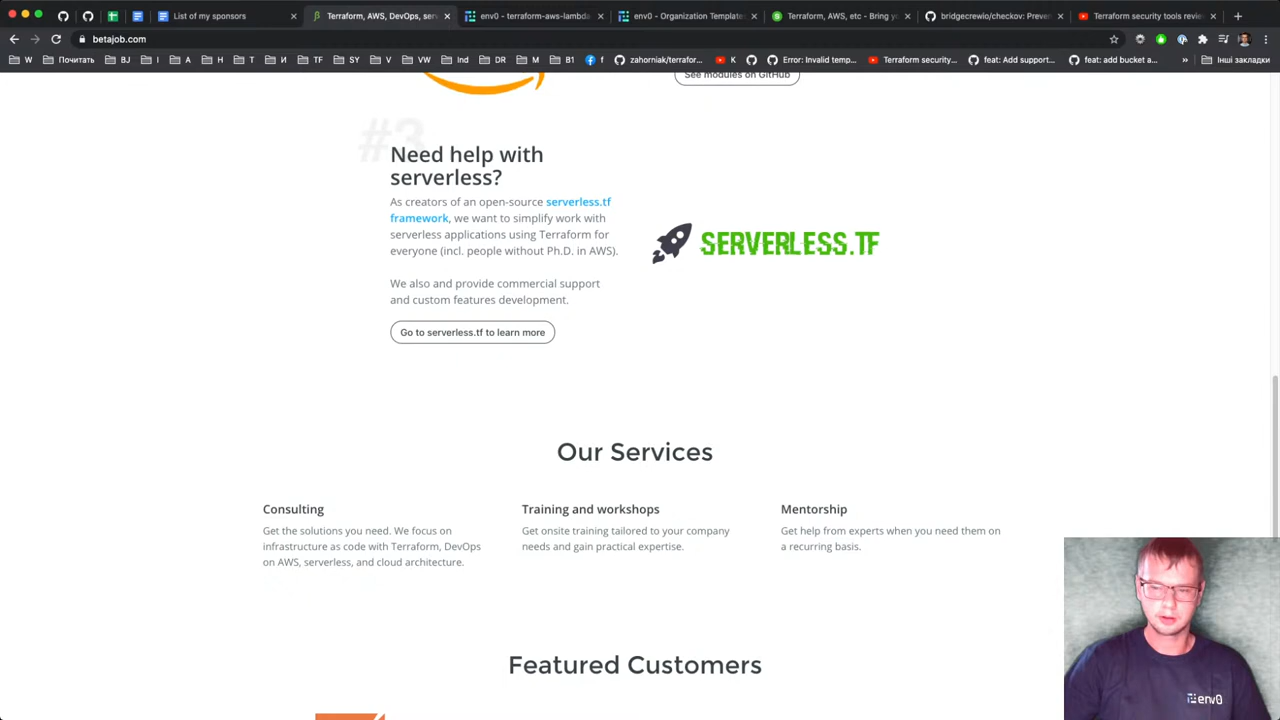 List of my sponsors
Terraform, AWS, DevOps, ser
env0 - terraform-aws-lambda
env0 - Organization Templates
Terraform, AWS, etc - Bring y
bridgecrewio/checkov: Preve
Terraform security tools revie
betajob.com
W
Почитать
BJ
I
A
H
T
И
TF
SY
V
VW
Ind
DR
M
B1
f
zahorniak/terrafor...
K
Error: Invalid temp...
Terraform security...
feat: Add support...
feat: add bucket a...
»
Інші закладки
See modules on GitHub
#3
Need help with
serverless?
As creators of an open-source serverless.tf
framework, we want to simplify work with
serverless applications using Terraform for
everyone (incl. people without Ph.D. in AWS).
We also and provide commercial support
and custom features development.
Go to serverless.tf to learn more
SERVERLESS.TF
Our Services
Consulting
Get the solutions you need. We focus on
infrastructure as code with Terraform, DevOps
on AWS, serverless, and cloud architecture.
Training and workshops
Get onsite training tailored to your company
needs and gain practical expertise.
Mentorship
Get help from experts when you need them on
a recurring basis.
Featured Customers
env0